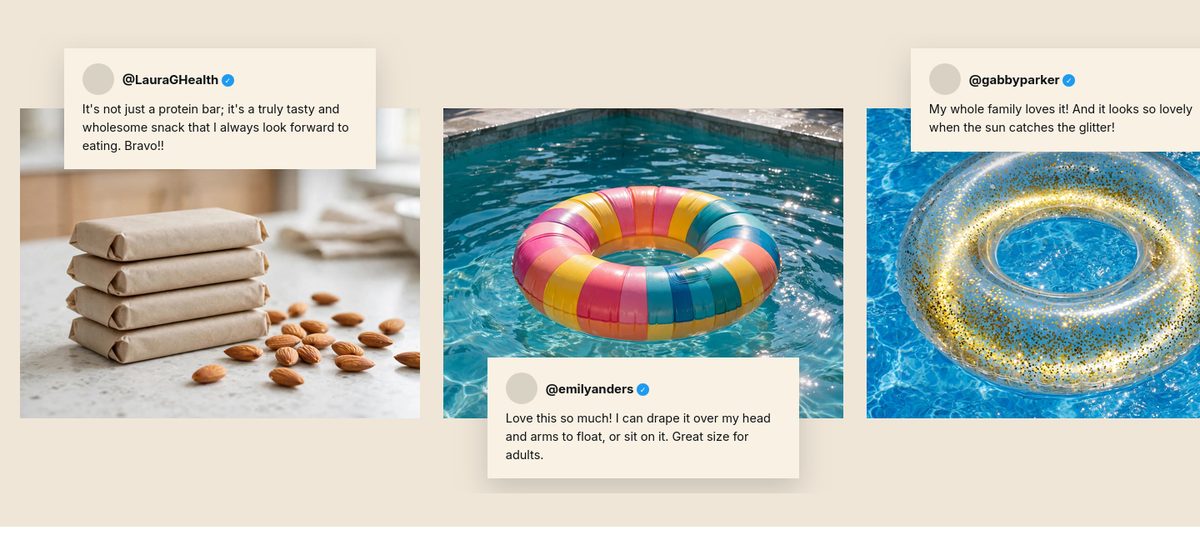 @LauraGHealth
It's not just a protein bar; it's a truly tasty and
wholesome snack that I always look forward to
eating. Bravo!!
@emilyanders
Love this so much! I can drape it over my head
and arms to float, or sit on it. Great size for
adults.
@gabbyparker
My whole family loves it! And it looks so lovely
when the sun catches the glitter!